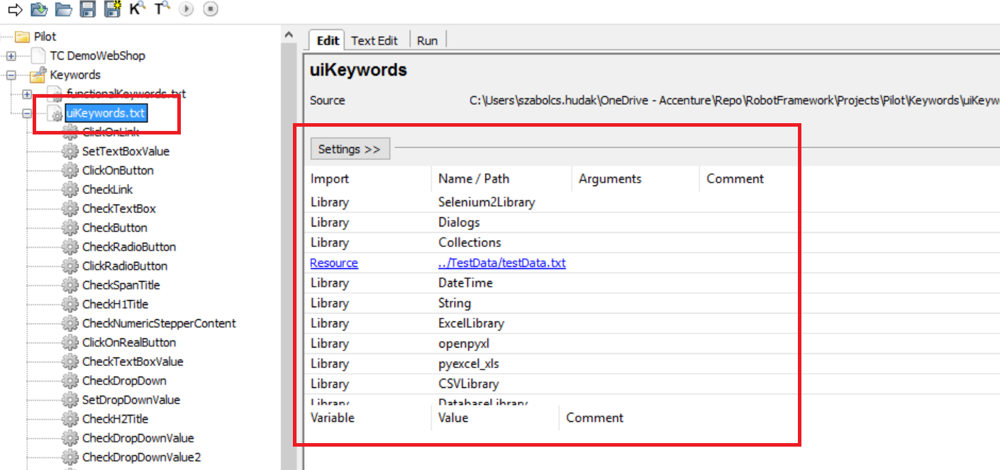 K T
Pilot
TC DemoWebShop
Keywords
functionalKeywords.txt
uiKeywords.txt
ClickOnLink
SetTextBoxValue
ClickOnButton
CheckLink
CheckTextBox
CheckButton
CheckRadioButton
ClickRadioButton
CheckSpanTitle
CheckH1Title
CheckNumericStepperContent
ClickOnRealButton
CheckTextBoxValue
CheckDropDown
SetDropDownValue
CheckH2Title
CheckDropDownValue
CheckDropDownValue2
Edit Text Edit Run
uiKeywords
Source C:\Users\szabolcs.hudak\OneDrive - Accenture\Repo\RobotFramework\Projects\Pilot\Keywords\uiKeyw
Settings >>
Import Name / Path Arguments Comment
Library Selenium2Library
Library Dialogs
Library Collections
Resource ../TestData/testData.txt
Library DateTime
Library String
Library ExcelLibrary
Library openpyxl
Library pyexcel_xls
Library CSVLibrary
Library DatabaseLibrary
Variable Value Comment